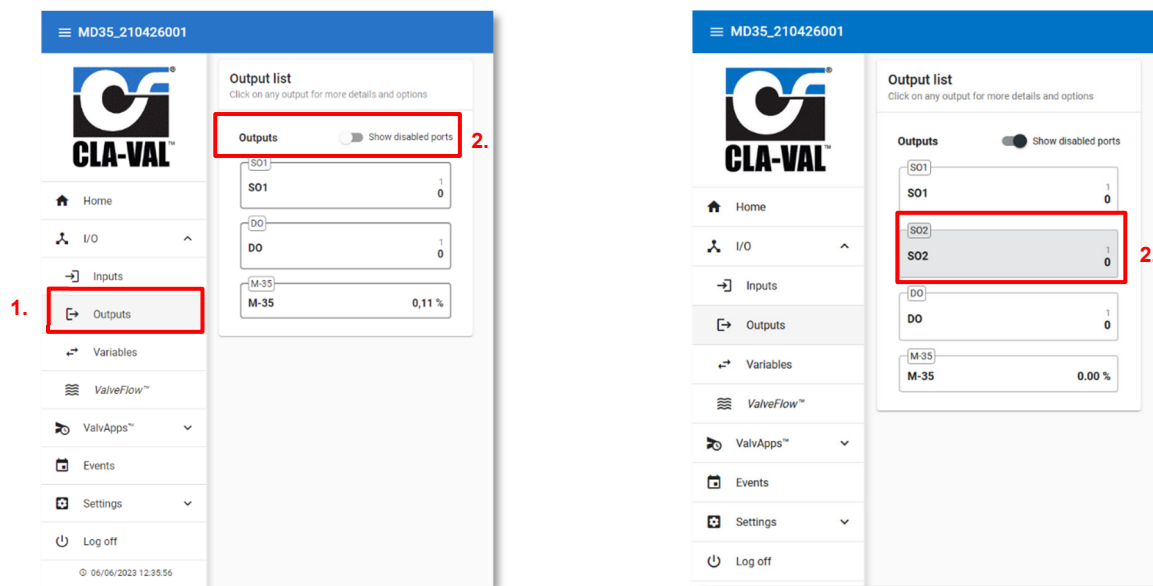 MD35_210426001
CLA-VAL™
Home
I/O
Inputs
1.
Outputs
Variables
ValveFlow™
ValvApps™
Events
Settings
Log off
06/06/2023 12:35:56
Output list
Click on any output for more details and options
Outputs Show disabled ports
2.
SO1
SO1 1
0
DO
DO 1
0
M-35
M-35 0,11 %
MD35_210426001
CLA-VAL™
Home
I/O
Inputs
Outputs
Variables
ValveFlow™
ValvApps™
Events
Settings
Log off
Output list
Click on any output for more details and options
Outputs Show disabled ports
SO1
SO1 1
0
SO2
SO2 1
0
2.
DO
DO 1
0
M-35
M-35 0.00 %